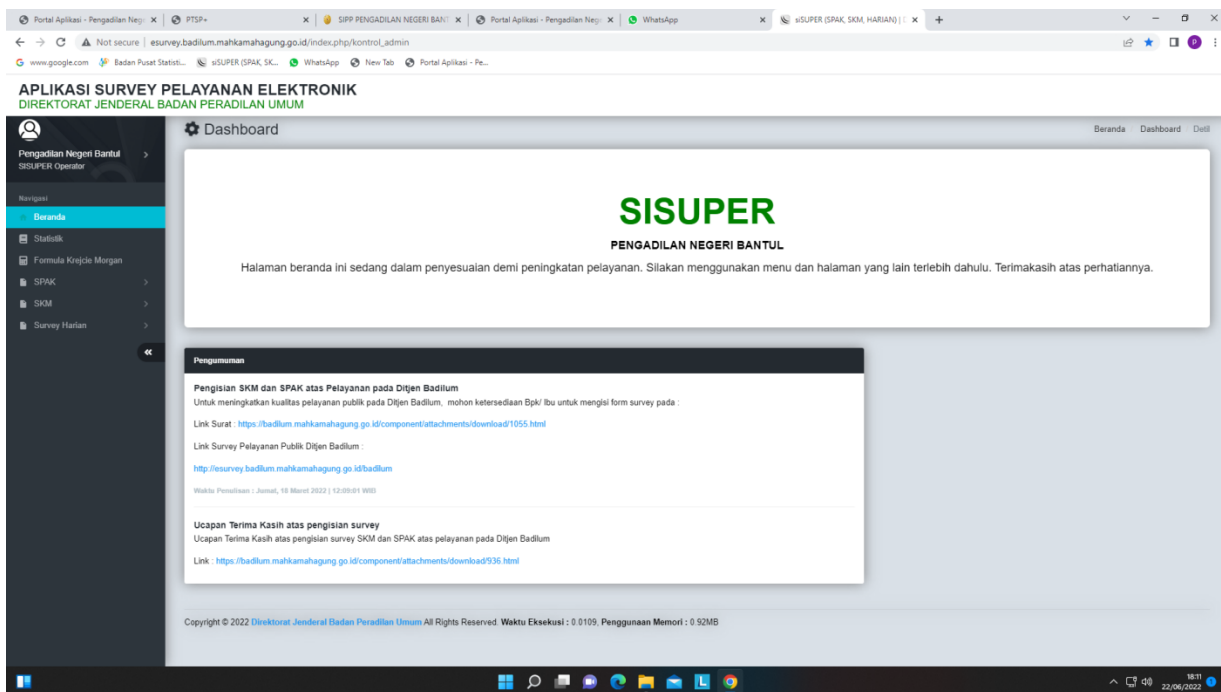 Portal Aplikasi - Pengadilan Nege
PTSP+
SIPP PENGADILAN NEGERI BANT
Portal Aplikasi - Pengadilan Neg
WhatsApp
siSUPER (SPAK, SKM, HARIAN) |
Not secure | esurvey.badilum.mahkamahagung.go.id/index.php/kontrol_admin
www.google.com
Badan Pusat Statisti...
siSUPER (SPAK, SK...
WhatsApp
New Tab
Portal Aplikasi - Pe...
APLIKASI SURVEY PELAYANAN ELEKTRONIK
DIREKTORAT JENDERAL BADAN PERADILAN UMUM
Pengadilan Negeri Bantul
SISUPER Operator
Navigasi
Beranda
Statistik
Formula Krejcie Morgan
SPAK
SKM
Survey Harian
Dashboard
Beranda Dashboard Detil
SISUPER
PENGADILAN NEGERI BANTUL
Halaman beranda ini sedang dalam penyesuaian demi peningkatan pelayanan. Silakan menggunakan menu dan halaman yang lain terlebih dahulu. Terimakasih atas perhatiannya.
Pengumuman
Pengisian SKM dan SPAK atas Pelayanan pada Ditjen Badilum
Untuk meningkatkan kualitas pelayanan publik pada Ditjen Badilum, mohon ketersediaan Bpk/ Ibu untuk mengisi form survey pada :
Link Surat : https://badilum.mahkamahagung.go.id/component/attachments/download/1055.html
Link Survey Pelayanan Publik Ditjen Badilum :
http://esurvey.badilum.mahkamahagung.go.id/badilum
Waktu Penulisan : Jumat, 18 Maret 2022 | 12:09:01 WIB
Ucapan Terima Kasih atas pengisian survey
Ucapan Terima Kasih atas pengisian survey SKM dan SPAK atas pelayanan pada Ditjen Badilum
Link : https://badilum.mahkamahagung.go.id/component/attachments/download/936.html
Copyright © 2022 Direktorat Jenderal Badan Peradilan Umum All Rights Reserved. Waktu Eksekusi : 0.0109, Penggunaan Memori : 0.92MB
18:11
22/06/2022